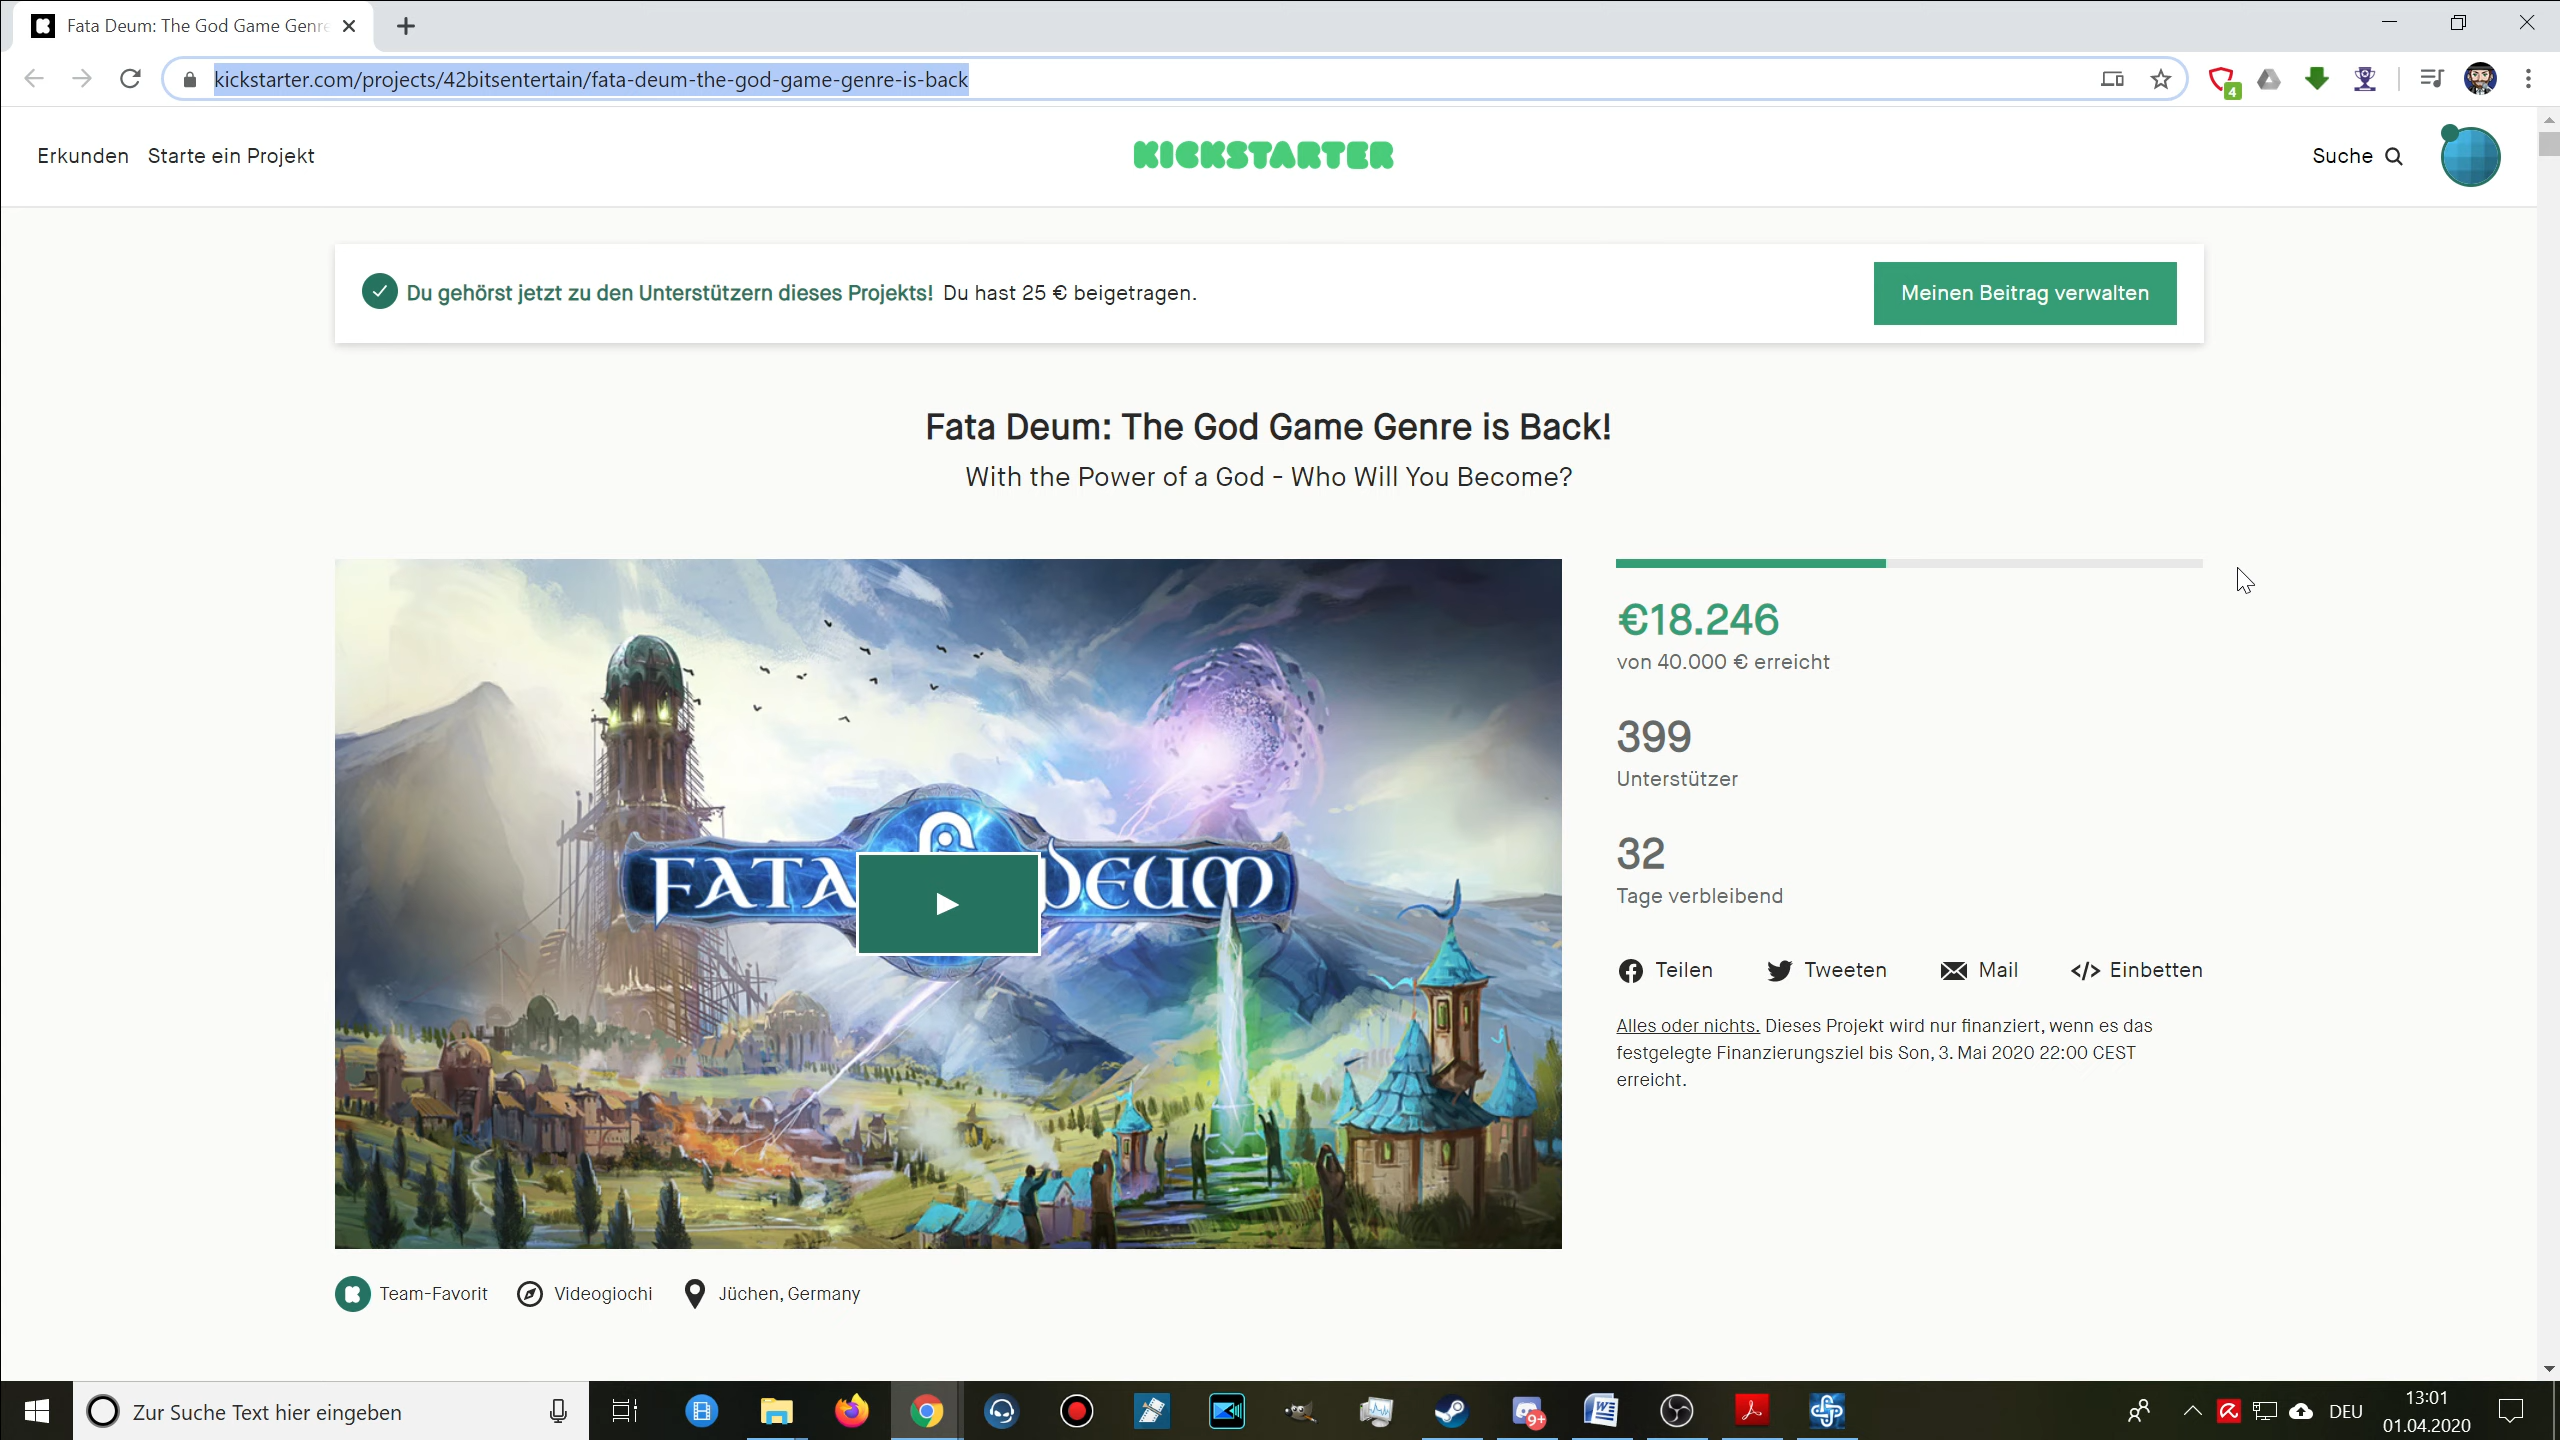 Fata Deum: The God Game Genre
kickstarter.com/projects/42bitsentertain/fata-deum-the-god-game-genre-is-back
4
Erkunden Starte ein Projekt
KICKSTARTER
Suche
Du gehörst jetzt zu den Unterstützern dieses Projekts! Du hast 25 € beigetragen.
Meinen Beitrag verwalten
Fata Deum: The God Game Genre is Back!
With the Power of a God - Who Will You Become?
FATA DEUM
€18.246
von 40.000 € erreicht
399
Unterstützer
32
Tage verbleibend
Teilen Tweeten Mail </> Einbetten
Alles oder nichts. Dieses Projekt wird nur finanziert, wenn es das
festgelegte Finanzierungsziel bis Son, 3. Mai 2020 22:00 CEST
erreicht.
Team-Favorit Videogiochi Jüchen, Germany
Zur Suche Text hier eingeben
9+
DEU
13:01
01.04.2020